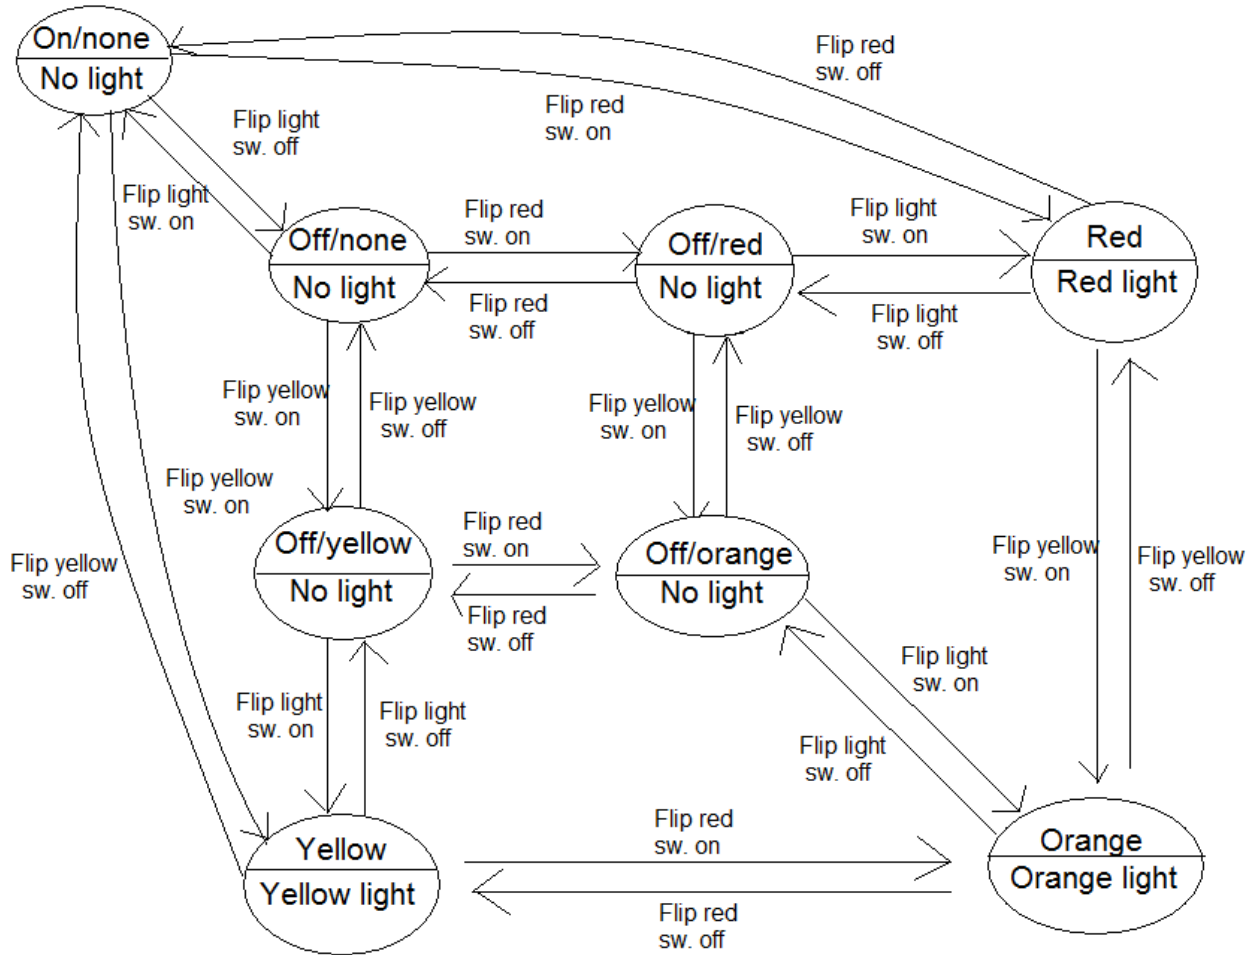 On/none
No light
Flip red
sw. off
Flip red
sw. on
Flip light
sw. off
Flip light
sw. on
Off/none
No light
Flip red
sw. on
Flip red
sw. off
Off/red
No light
Flip light
sw. on
Flip light
sw. off
Red
Red light
Flip yellow
sw. on
Flip yellow
sw. off
Flip yellow
sw. on
Flip yellow
sw. off
Flip yellow
sw. on
Flip yellow
sw. off
Off/yellow
No light
Flip red
sw. on
Flip red
sw. off
Off/orange
No light
Flip yellow
sw. on
Flip yellow
sw. off
Flip light
sw. on
Flip light
sw. off
Flip light
sw. on
Flip light
sw. off
Yellow
Yellow light
Flip red
sw. on
Flip red
sw. off
Orange
Orange light